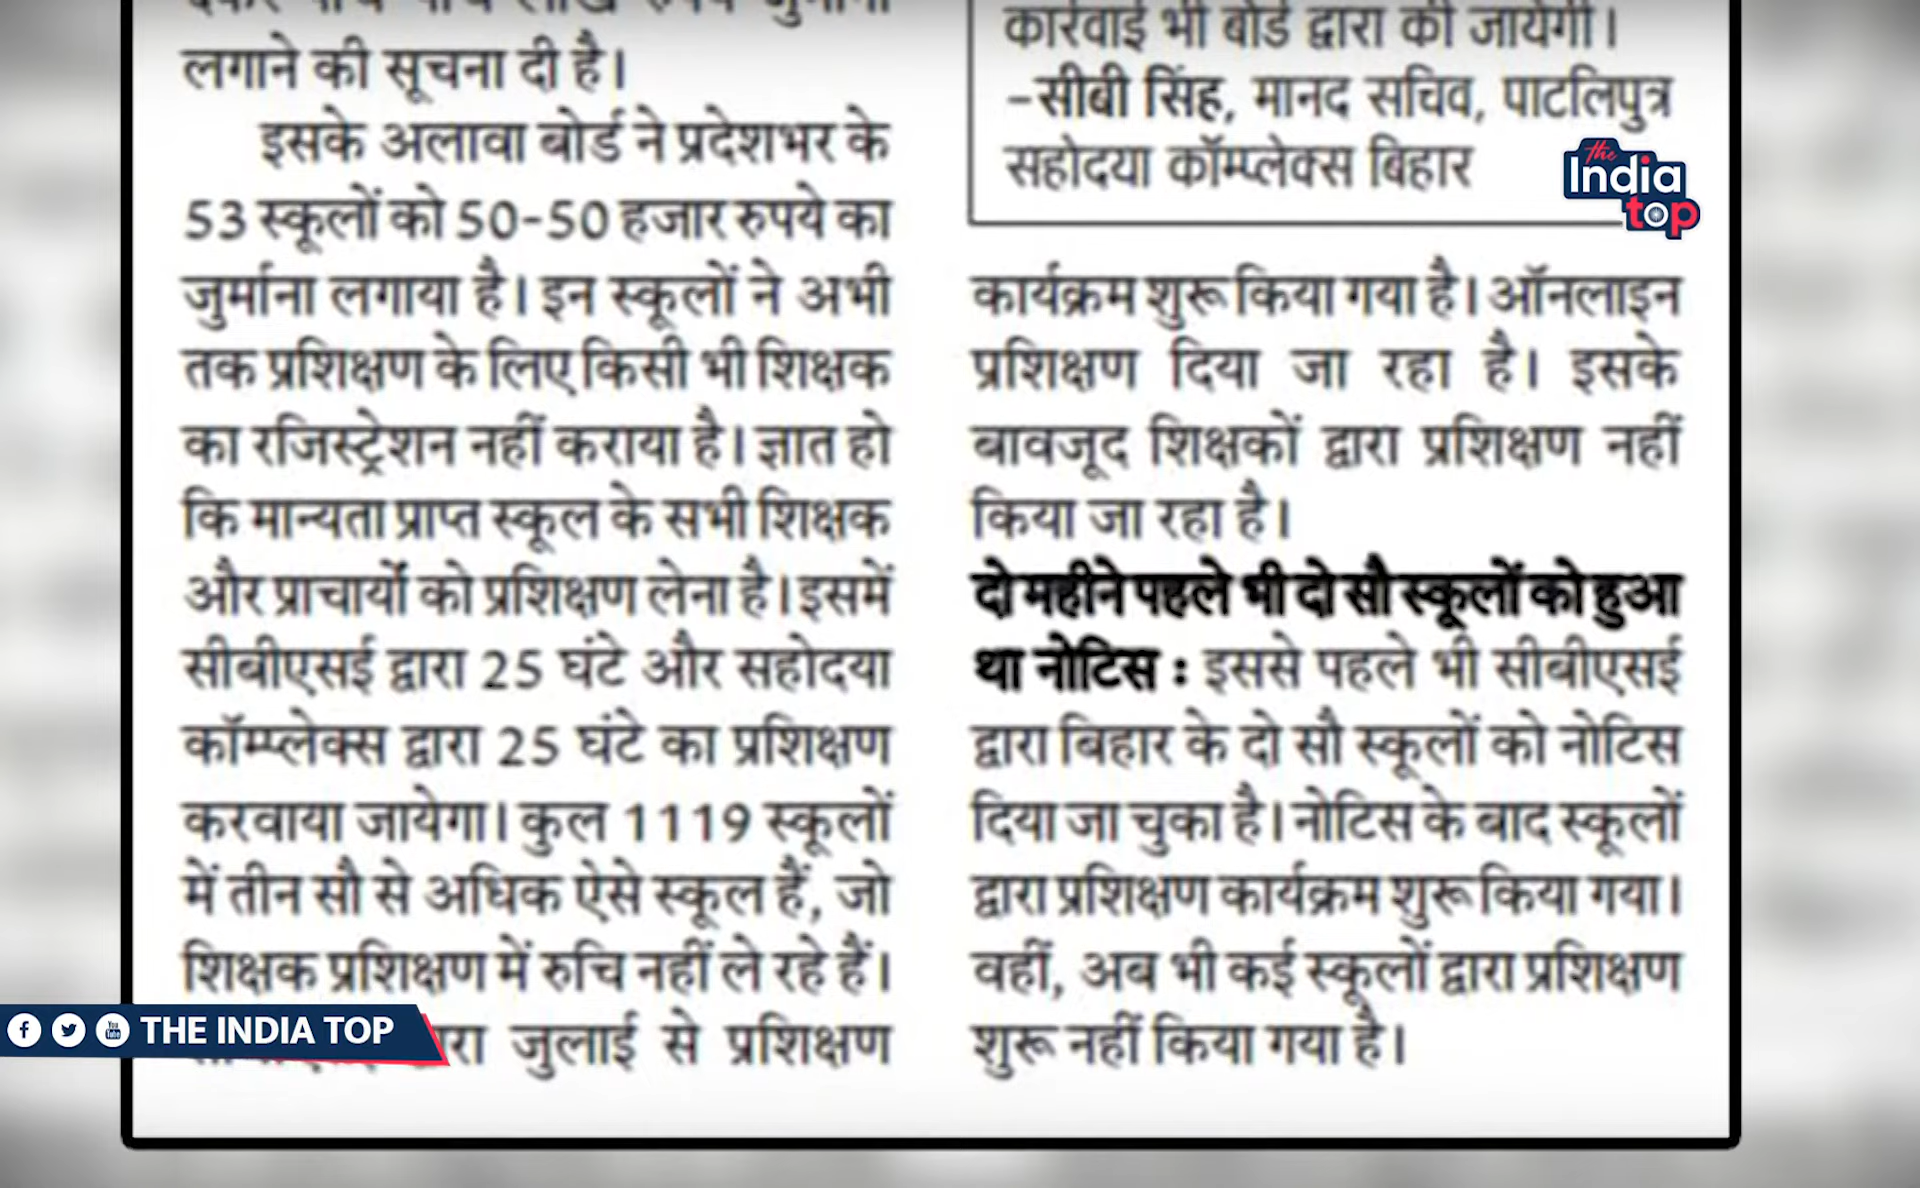 लगाने की सूचना दी है।
इसके अलावा बोर्ड ने प्रदेशभर के
53 स्कूलों को 50-50 हजार रुपये का
जुर्माना लगाया है। इन स्कूलों ने अभी
तक प्रशिक्षण के लिए किसी भी शिक्षक
का रजिस्ट्रेशन नहीं कराया है। ज्ञात हो
कि मान्यता प्राप्त स्कूल के सभी शिक्षक
और प्राचार्यों को प्रशिक्षण लेना है। इसमें
सीबीएसई द्वारा 25 घंटे और सहोदया
कॉम्प्लेक्स द्वारा 25 घंटे का प्रशिक्षण
करवाया जायेगा। कुल 1119 स्कूलों
में तीन सौ से अधिक ऐसे स्कूल हैं, जो
शिक्षक प्रशिक्षण में रुचि नहीं ले रहे हैं।
जुलाई से प्रशिक्षण
कार्रवाई भी बोर्ड द्वारा की जायेगी।
-सीबी सिंह, मानद सचिव, पाटलिपुत्र
सहोदया कॉम्प्लेक्स बिहार
कार्यक्रम शुरू किया गया है। ऑनलाइन
प्रशिक्षण दिया जा रहा है। इसके
बावजूद शिक्षकों द्वारा प्रशिक्षण नहीं
किया जा रहा है।
दो महीने पहले भी दो सौ स्कूलों को हुआ
था नोटिस : इससे पहले भी सीबीएसई
द्वारा बिहार के दो सौ स्कूलों को नोटिस
दिया जा चुका है। नोटिस के बाद स्कूलों
द्वारा प्रशिक्षण कार्यक्रम शुरू किया गया।
वहीं, अब भी कई स्कूलों द्वारा प्रशिक्षण
शुरू नहीं किया गया है।
the
India
top
THE INDIA TOP